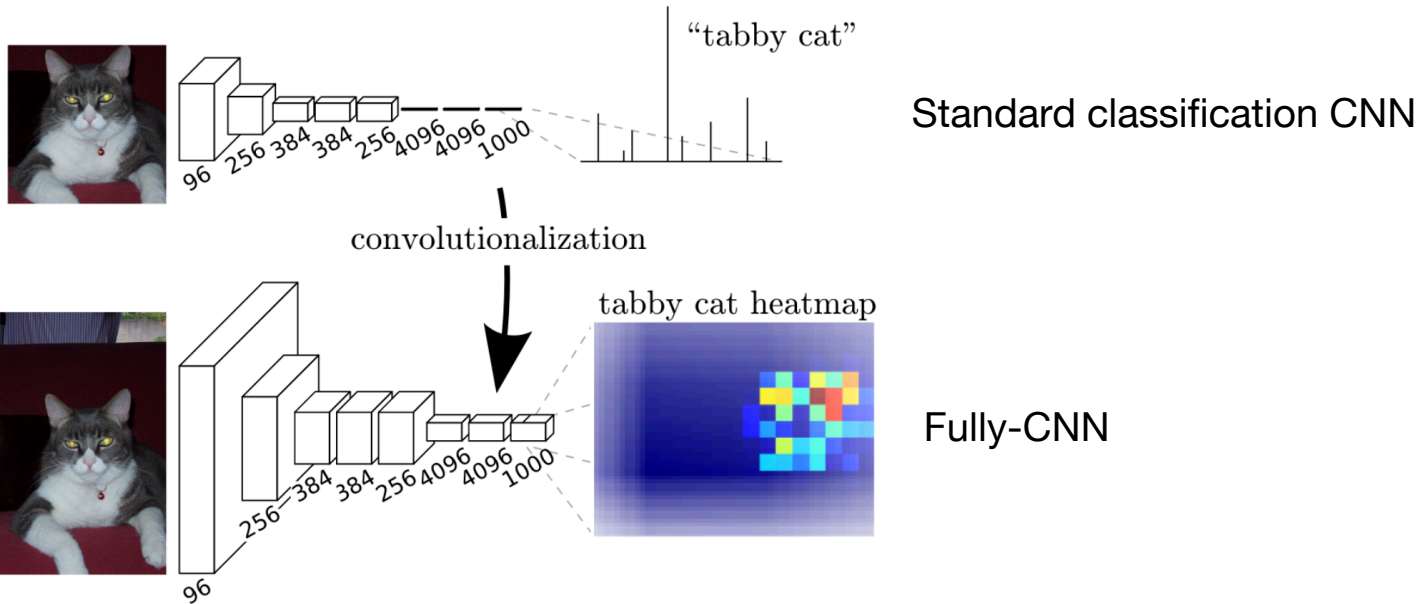 “tabby cat”
96 256 384 384 256 4096 4096 1000
Standard classification CNN
convolutionalization
tabby cat heatmap
96 256 384 384 256 4096 4096 1000
Fully-CNN